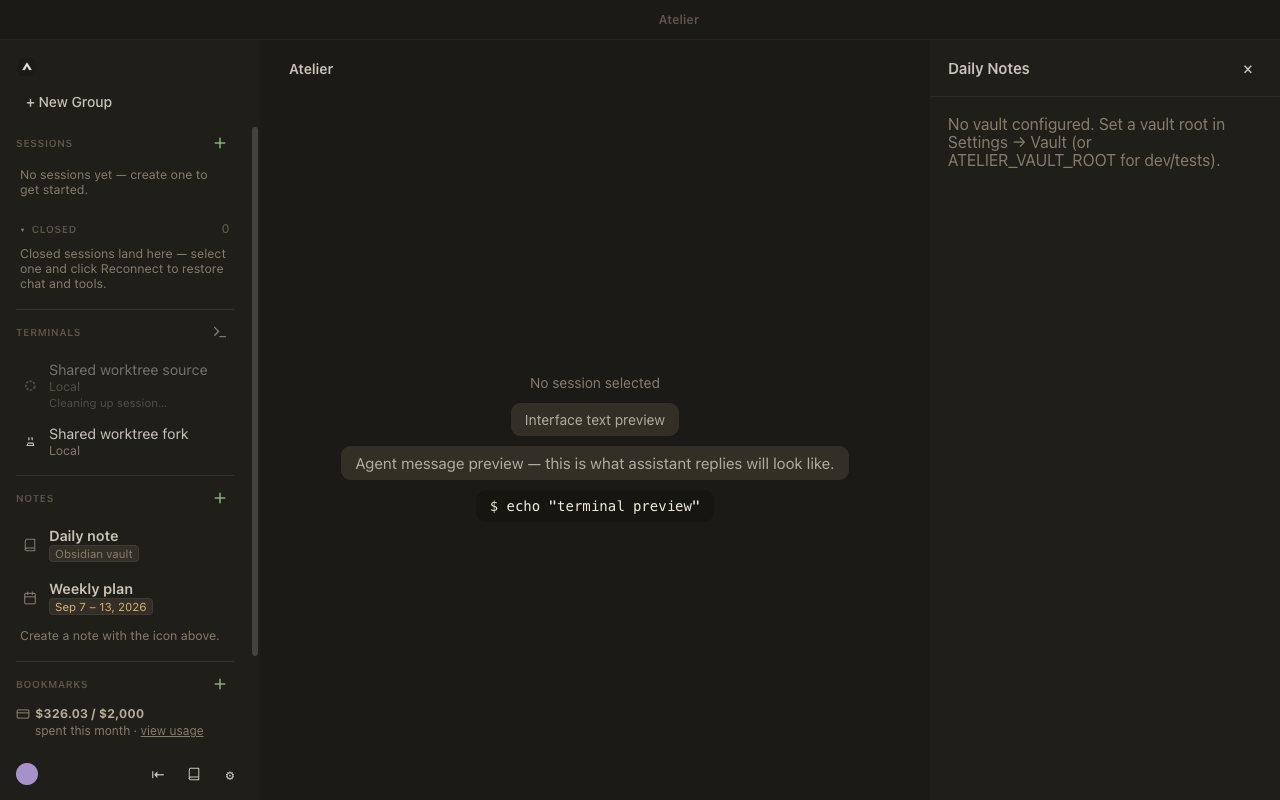 Atelier
+ New Group
SESSIONS
No sessions yet — create one to
get started.
CLOSED
0
Closed sessions land here — select
one and click Reconnect to restore
chat and tools.
TERMINALS
Shared worktree source
Local
Cleaning up session…
Shared worktree fork
Local
NOTES
Daily note
Obsidian vault
Weekly plan
Sep 7 – 13, 2026
Create a note with the icon above.
BOOKMARKS
$326.03 / $2,000
spent this month · view usage
Atelier
No session selected
Interface text preview
Agent message preview — this is what assistant replies will look like.
$ echo "terminal preview"
Daily Notes
No vault configured. Set a vault root in
Settings → Vault (or
ATELIER_VAULT_ROOT for dev/tests).